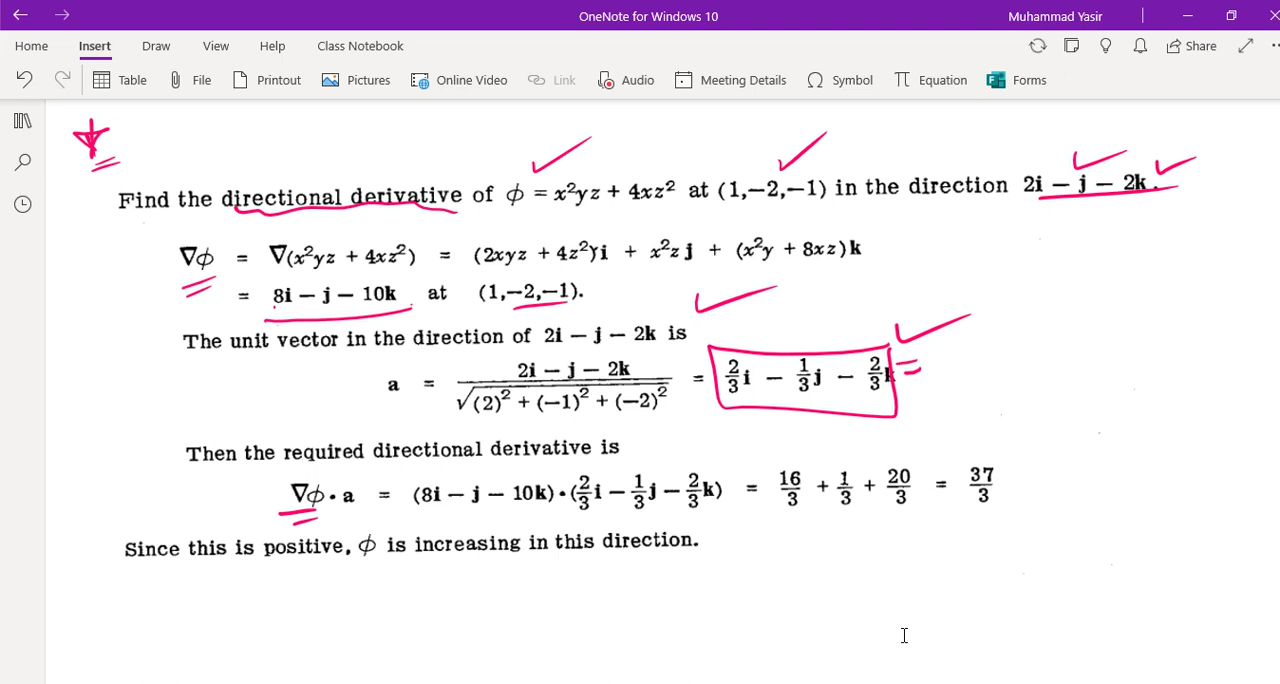 OneNote for Windows 10
Muhammad Yasir
Home Insert Draw View Help Class Notebook
Share
Table File Printout Pictures Online Video Link Audio Meeting Details Symbol Equation Forms
Find the directional derivative of ϕ = x²yz + 4xz² at (1,−2,−1) in the direction 2i − j − 2k.
∇ϕ = ∇(x²yz + 4xz²) = (2xyz + 4z²)i + x²z j + (x²y + 8xz)k
= 8i − j − 10k at (1,−2,−1).
The unit vector in the direction of 2i − j − 2k is
a = (2i − j − 2k)/√((2)² + (−1)² + (−2)²) = 2/3 i − 1/3 j − 2/3 k
Then the required directional derivative is
∇ϕ · a = (8i − j − 10k)·(2/3 i − 1/3 j − 2/3 k) = 16/3 + 1/3 + 20/3 = 37/3
Since this is positive, ϕ is increasing in this direction.